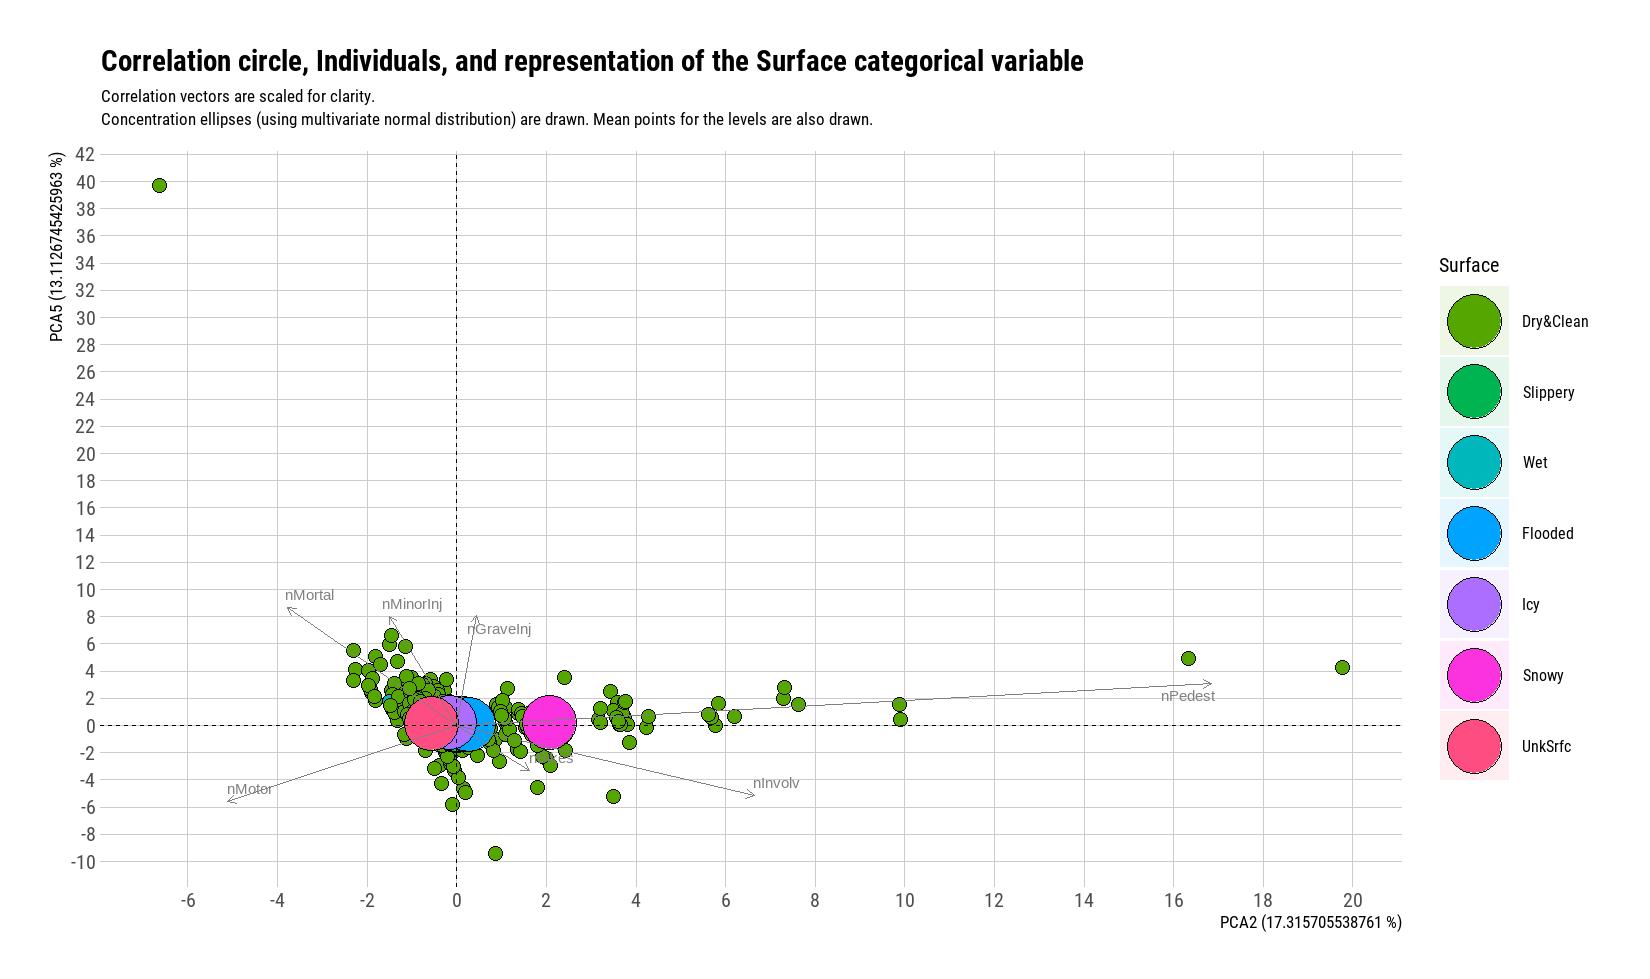 Correlation circle, Individuals, and representation of the Surface categorical variable
Correlation vectors are scaled for clarity.
Concentration ellipses (using multivariate normal distribution) are drawn. Mean points for the levels are also drawn.
PCA5 (13.1126745425963 %)
42
40
38
36
34
32
30
28
26
24
22
20
18
16
14
12
10
8
6
4
2
0
-2
-4
-6
-8
-10
nMortal
nMinorInj
nGraveInj
nPedest
nInvolv
nMotor
-6
-4
-2
0
2
4
6
8
10
12
14
16
18
20
PCA2 (17.315705538761 %)
Surface
Dry&Clean
Slippery
Wet
Flooded
Icy
Snowy
UnkSrfc